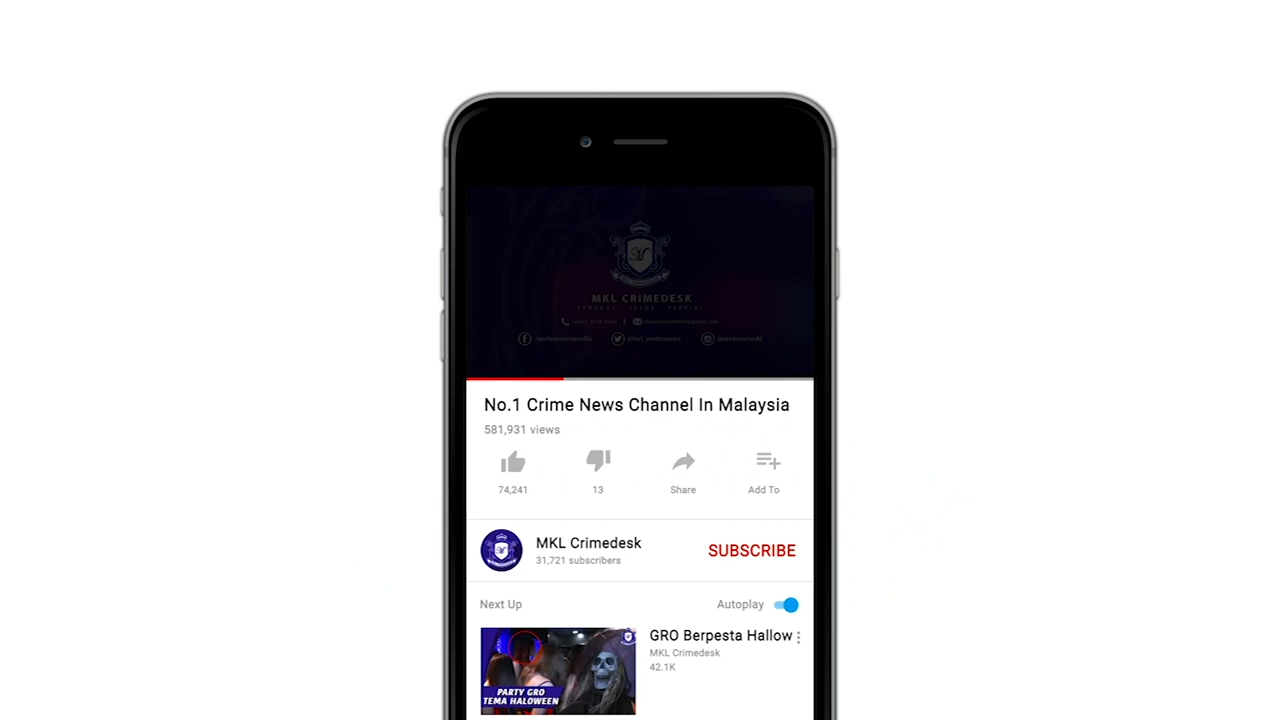 MKL CRIMEDESK
No.1 Crime News Channel In Malaysia
581,931 views
74,241
13
Share
Add To
MKL Crimedesk
31,721 subscribers
SUBSCRIBE
Next Up
Autoplay
GRO Berpesta Hallow
MKL Crimedesk
42.1K
PARTY GRO
TEMA HALOWEEN